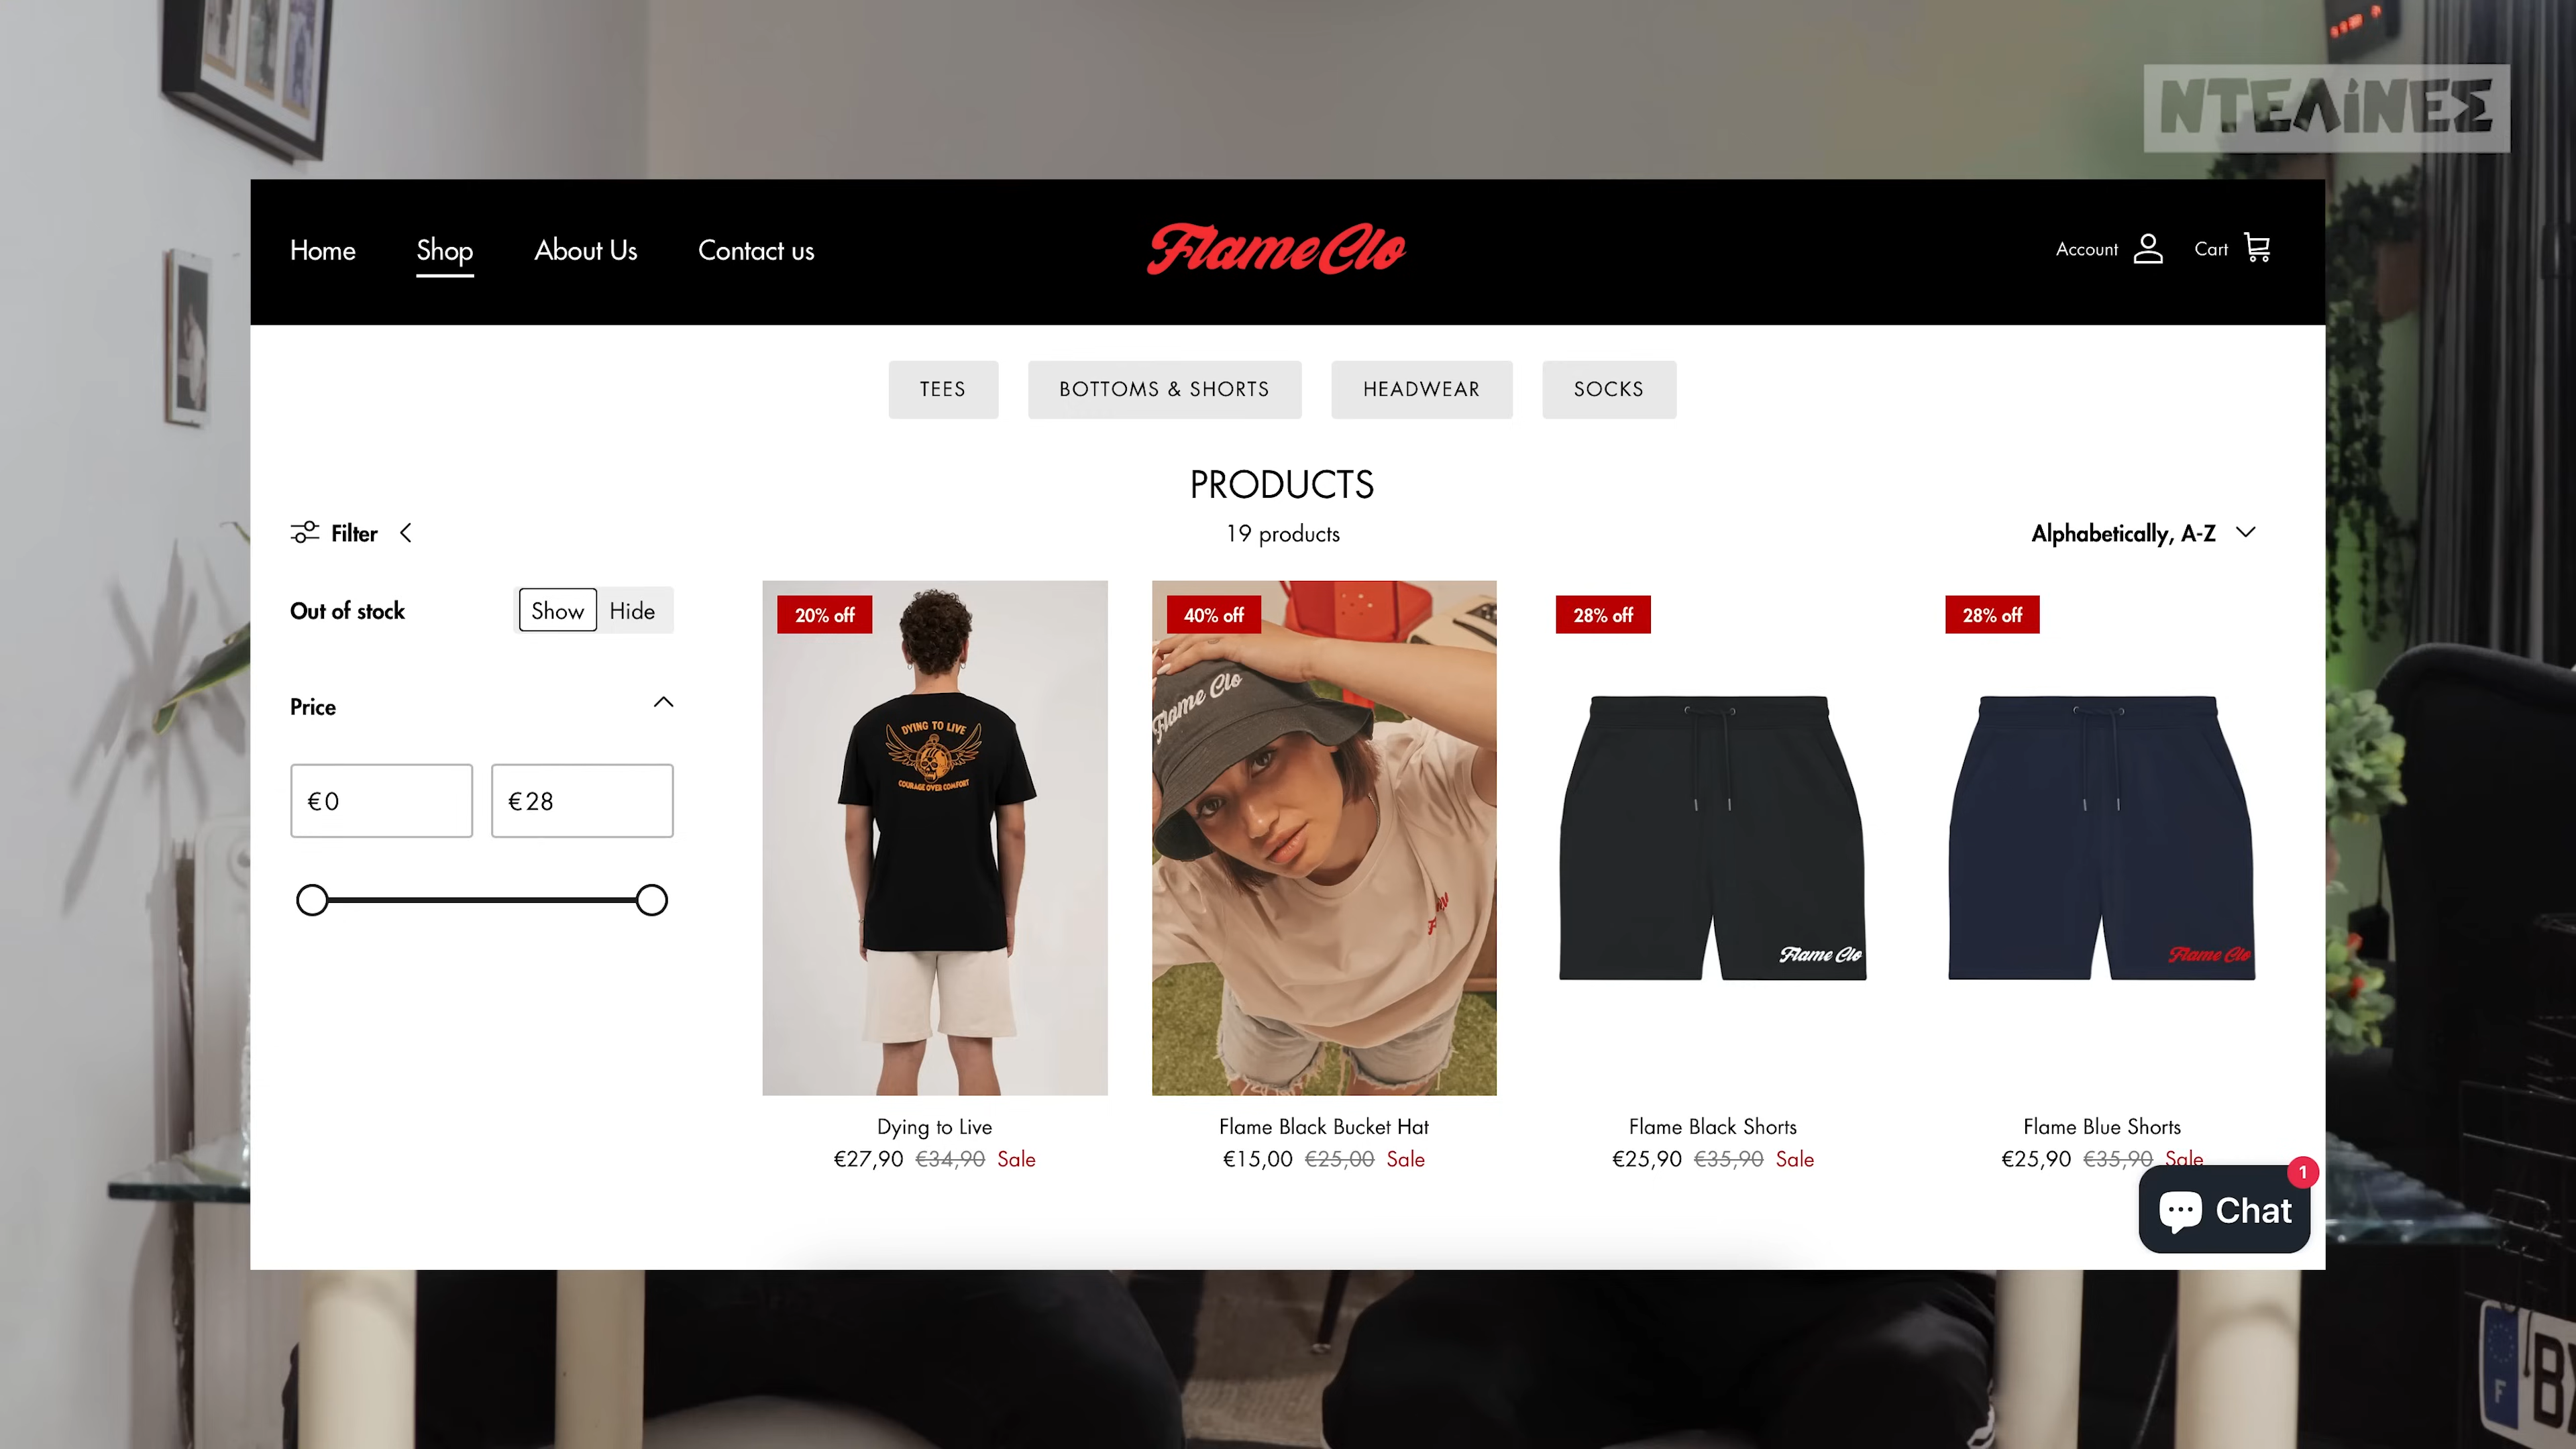 ΝΤΕΛίΝΕΣ
Home Shop About Us Contact us
Flame Clo
Account Cart
TEES BOTTOMS & SHORTS HEADWEAR SOCKS
PRODUCTS
Filter
19 products
Alphabetically, A-Z
Out of stock Show Hide
Price
€0 €28
20% off
40% off
28% off
28% off
DYING TO LIVE
COURAGE OVER COMFORT
Flame Clo
Flame Clo
Flame Clo
Dying to Live
€27,90 €34,90 Sale
Flame Black Bucket Hat
€15,00 €25,00 Sale
Flame Black Shorts
€25,90 €35,90 Sale
Flame Blue Shorts
€25,90 €35,90 Sale
1
Chat
F